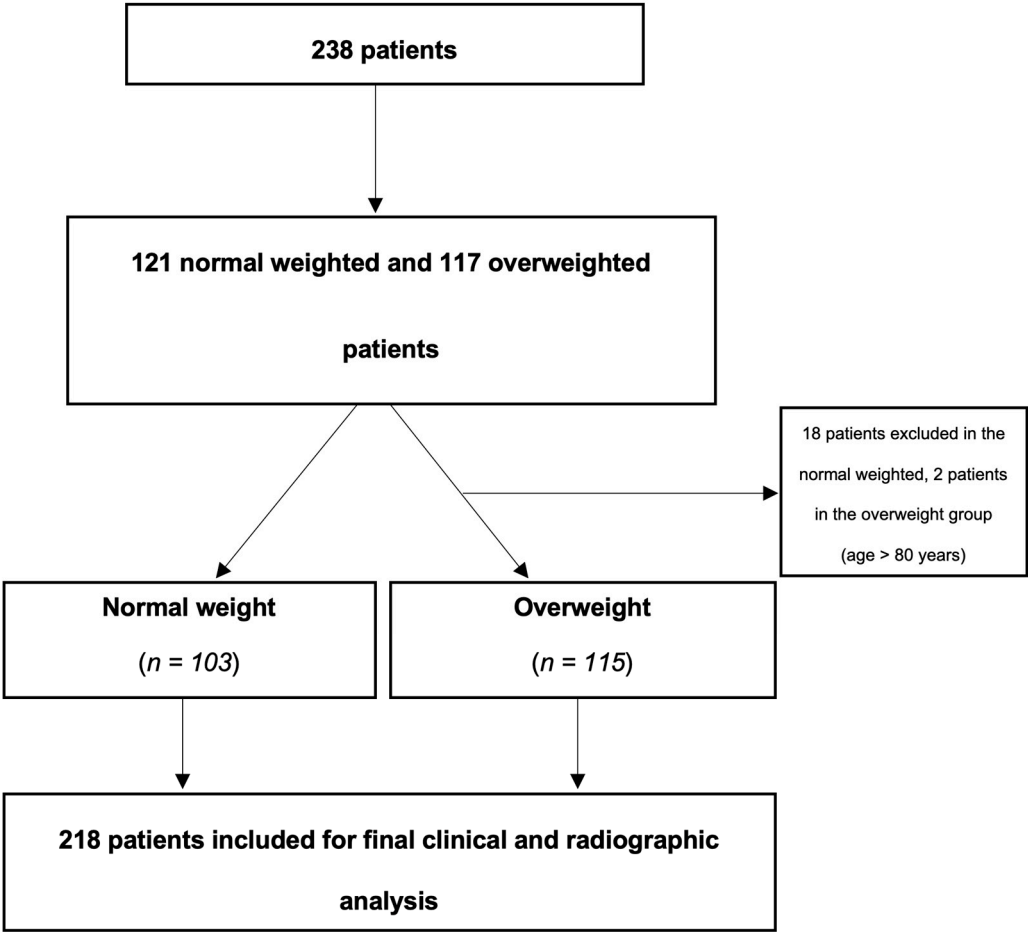 238 patients
121 normal weighted and 117 overweighted
patients
18 patients excluded in the
normal weighted, 2 patients
in the overweight group
(age > 80 years)
Normal weight
(n = 103)
Overweight
(n = 115)
218 patients included for final clinical and radiographic
analysis